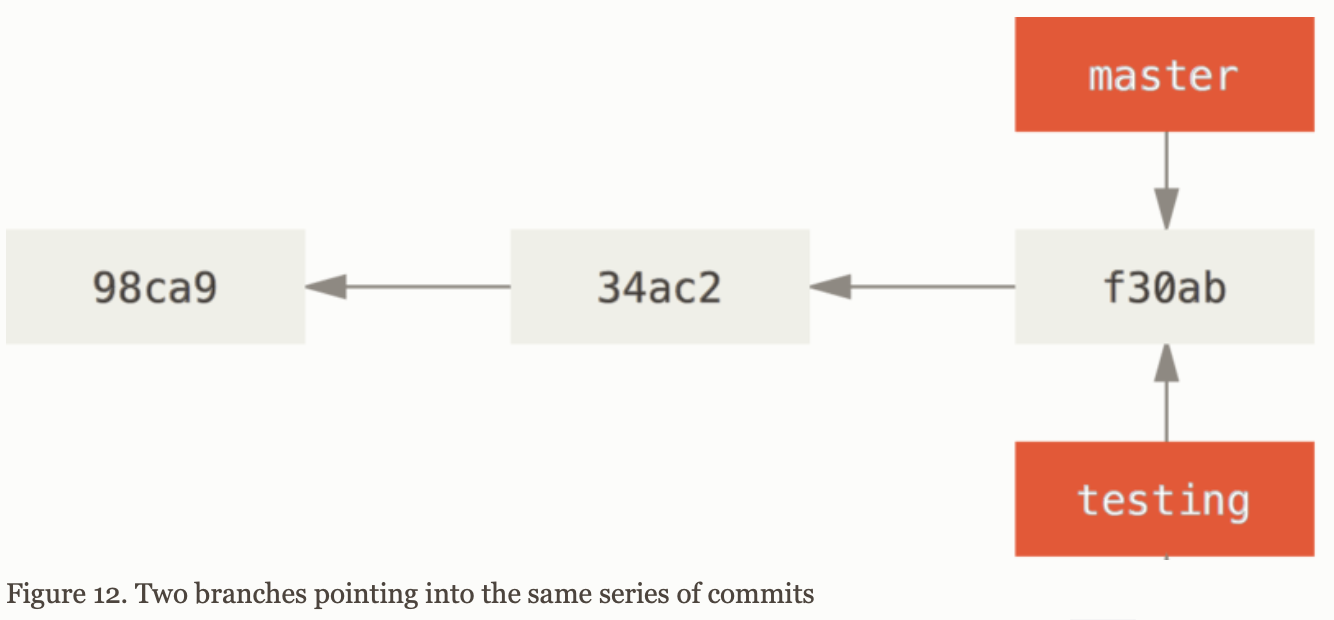 master
98ca9
34ac2
f30ab
testing
Figure 12. Two branches pointing into the same series of commits